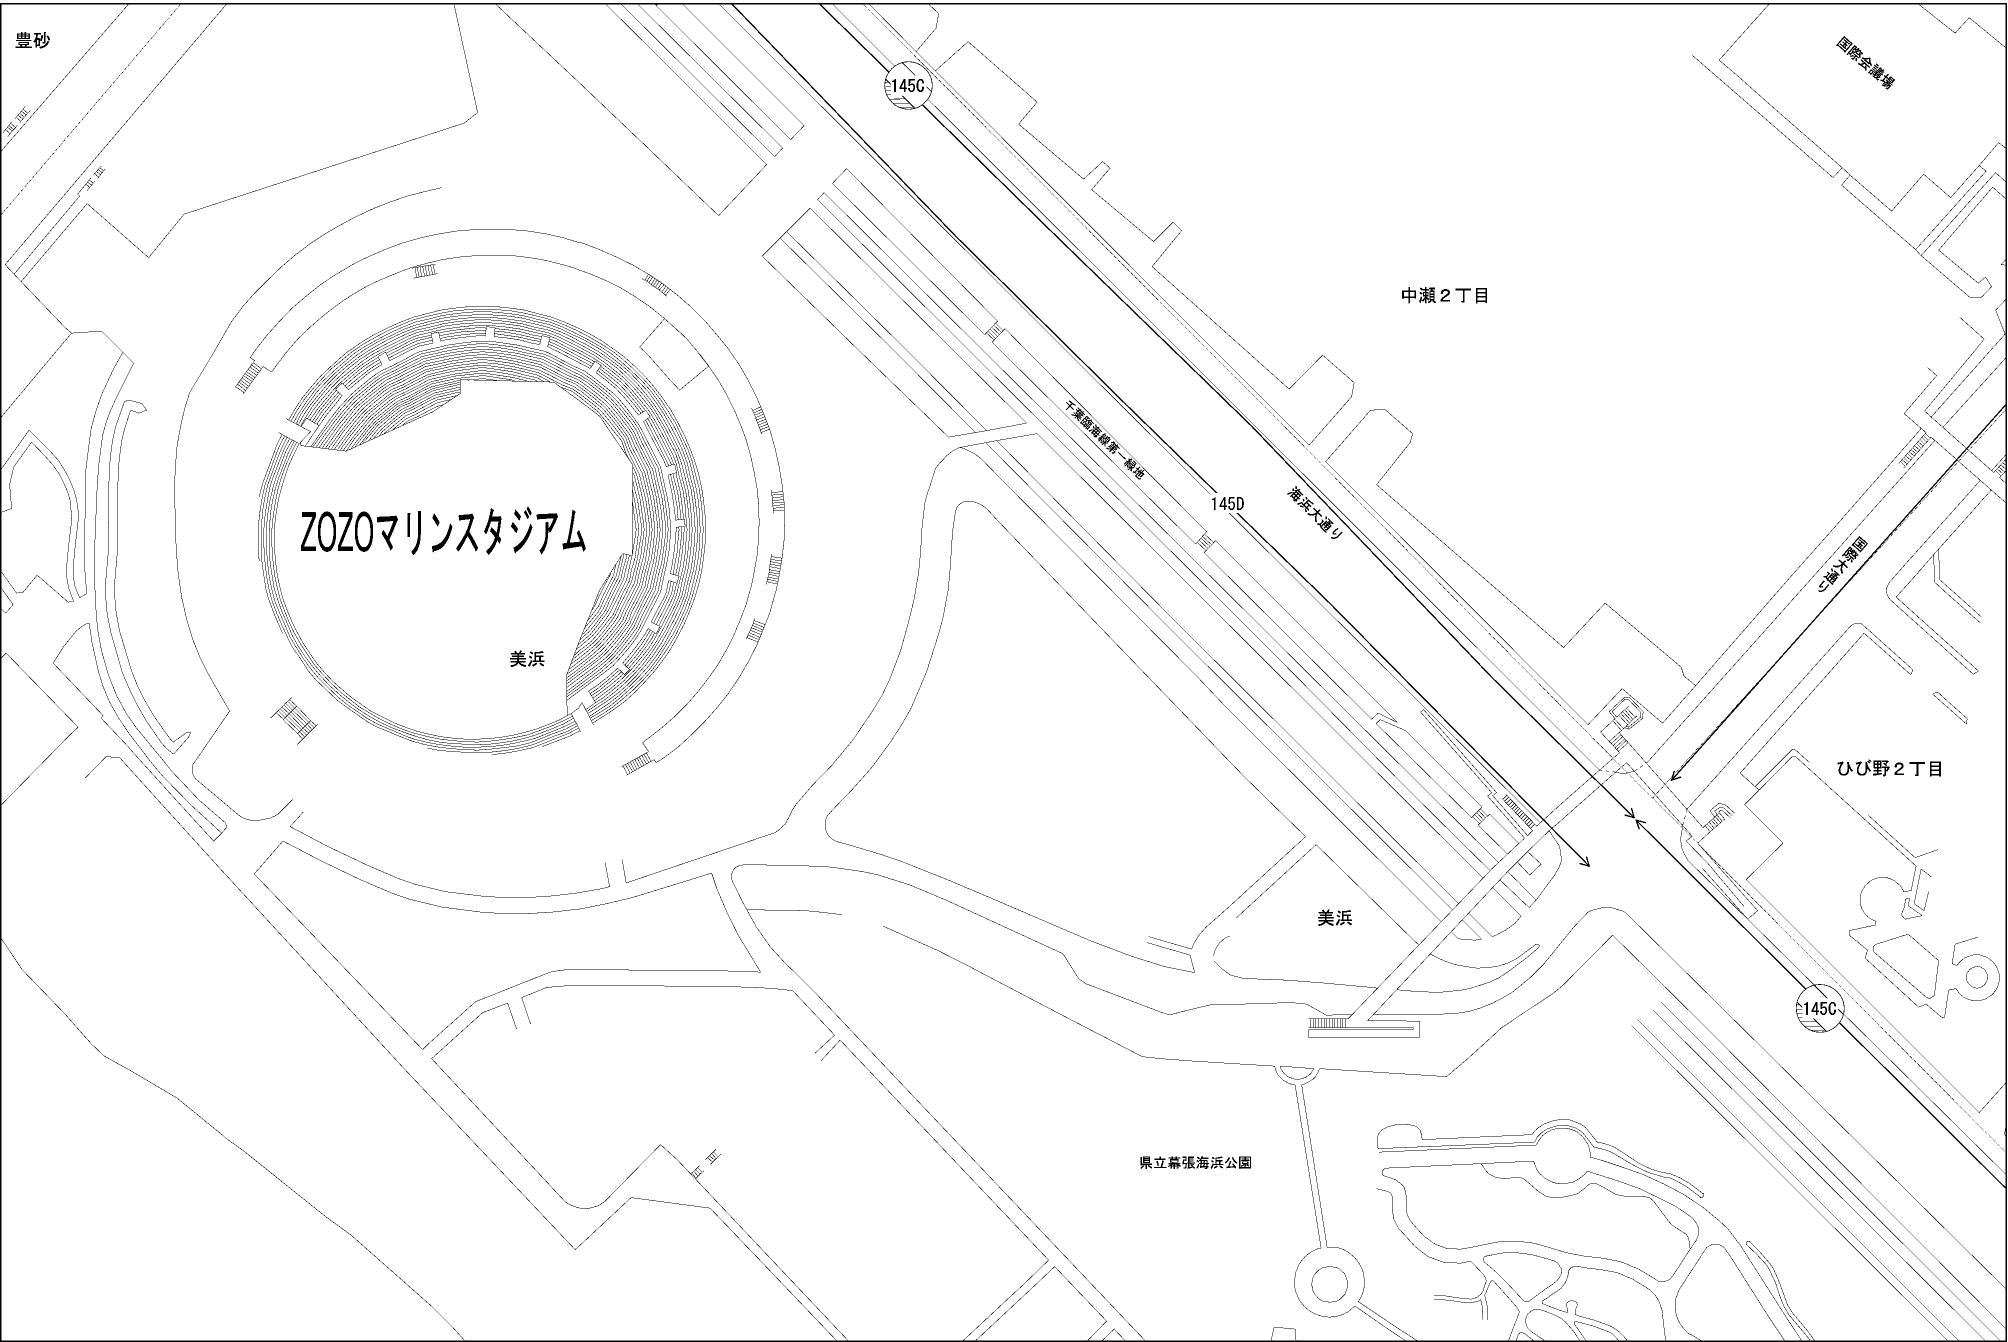 豊砂
国際会議場
145C
中瀬２丁目
千葉臨海線第一緑地
145D
海浜大通り
国際大通り
ZOZOマリンスタジアム
美浜
ひび野２丁目
美浜
145C
県立幕張海浜公園